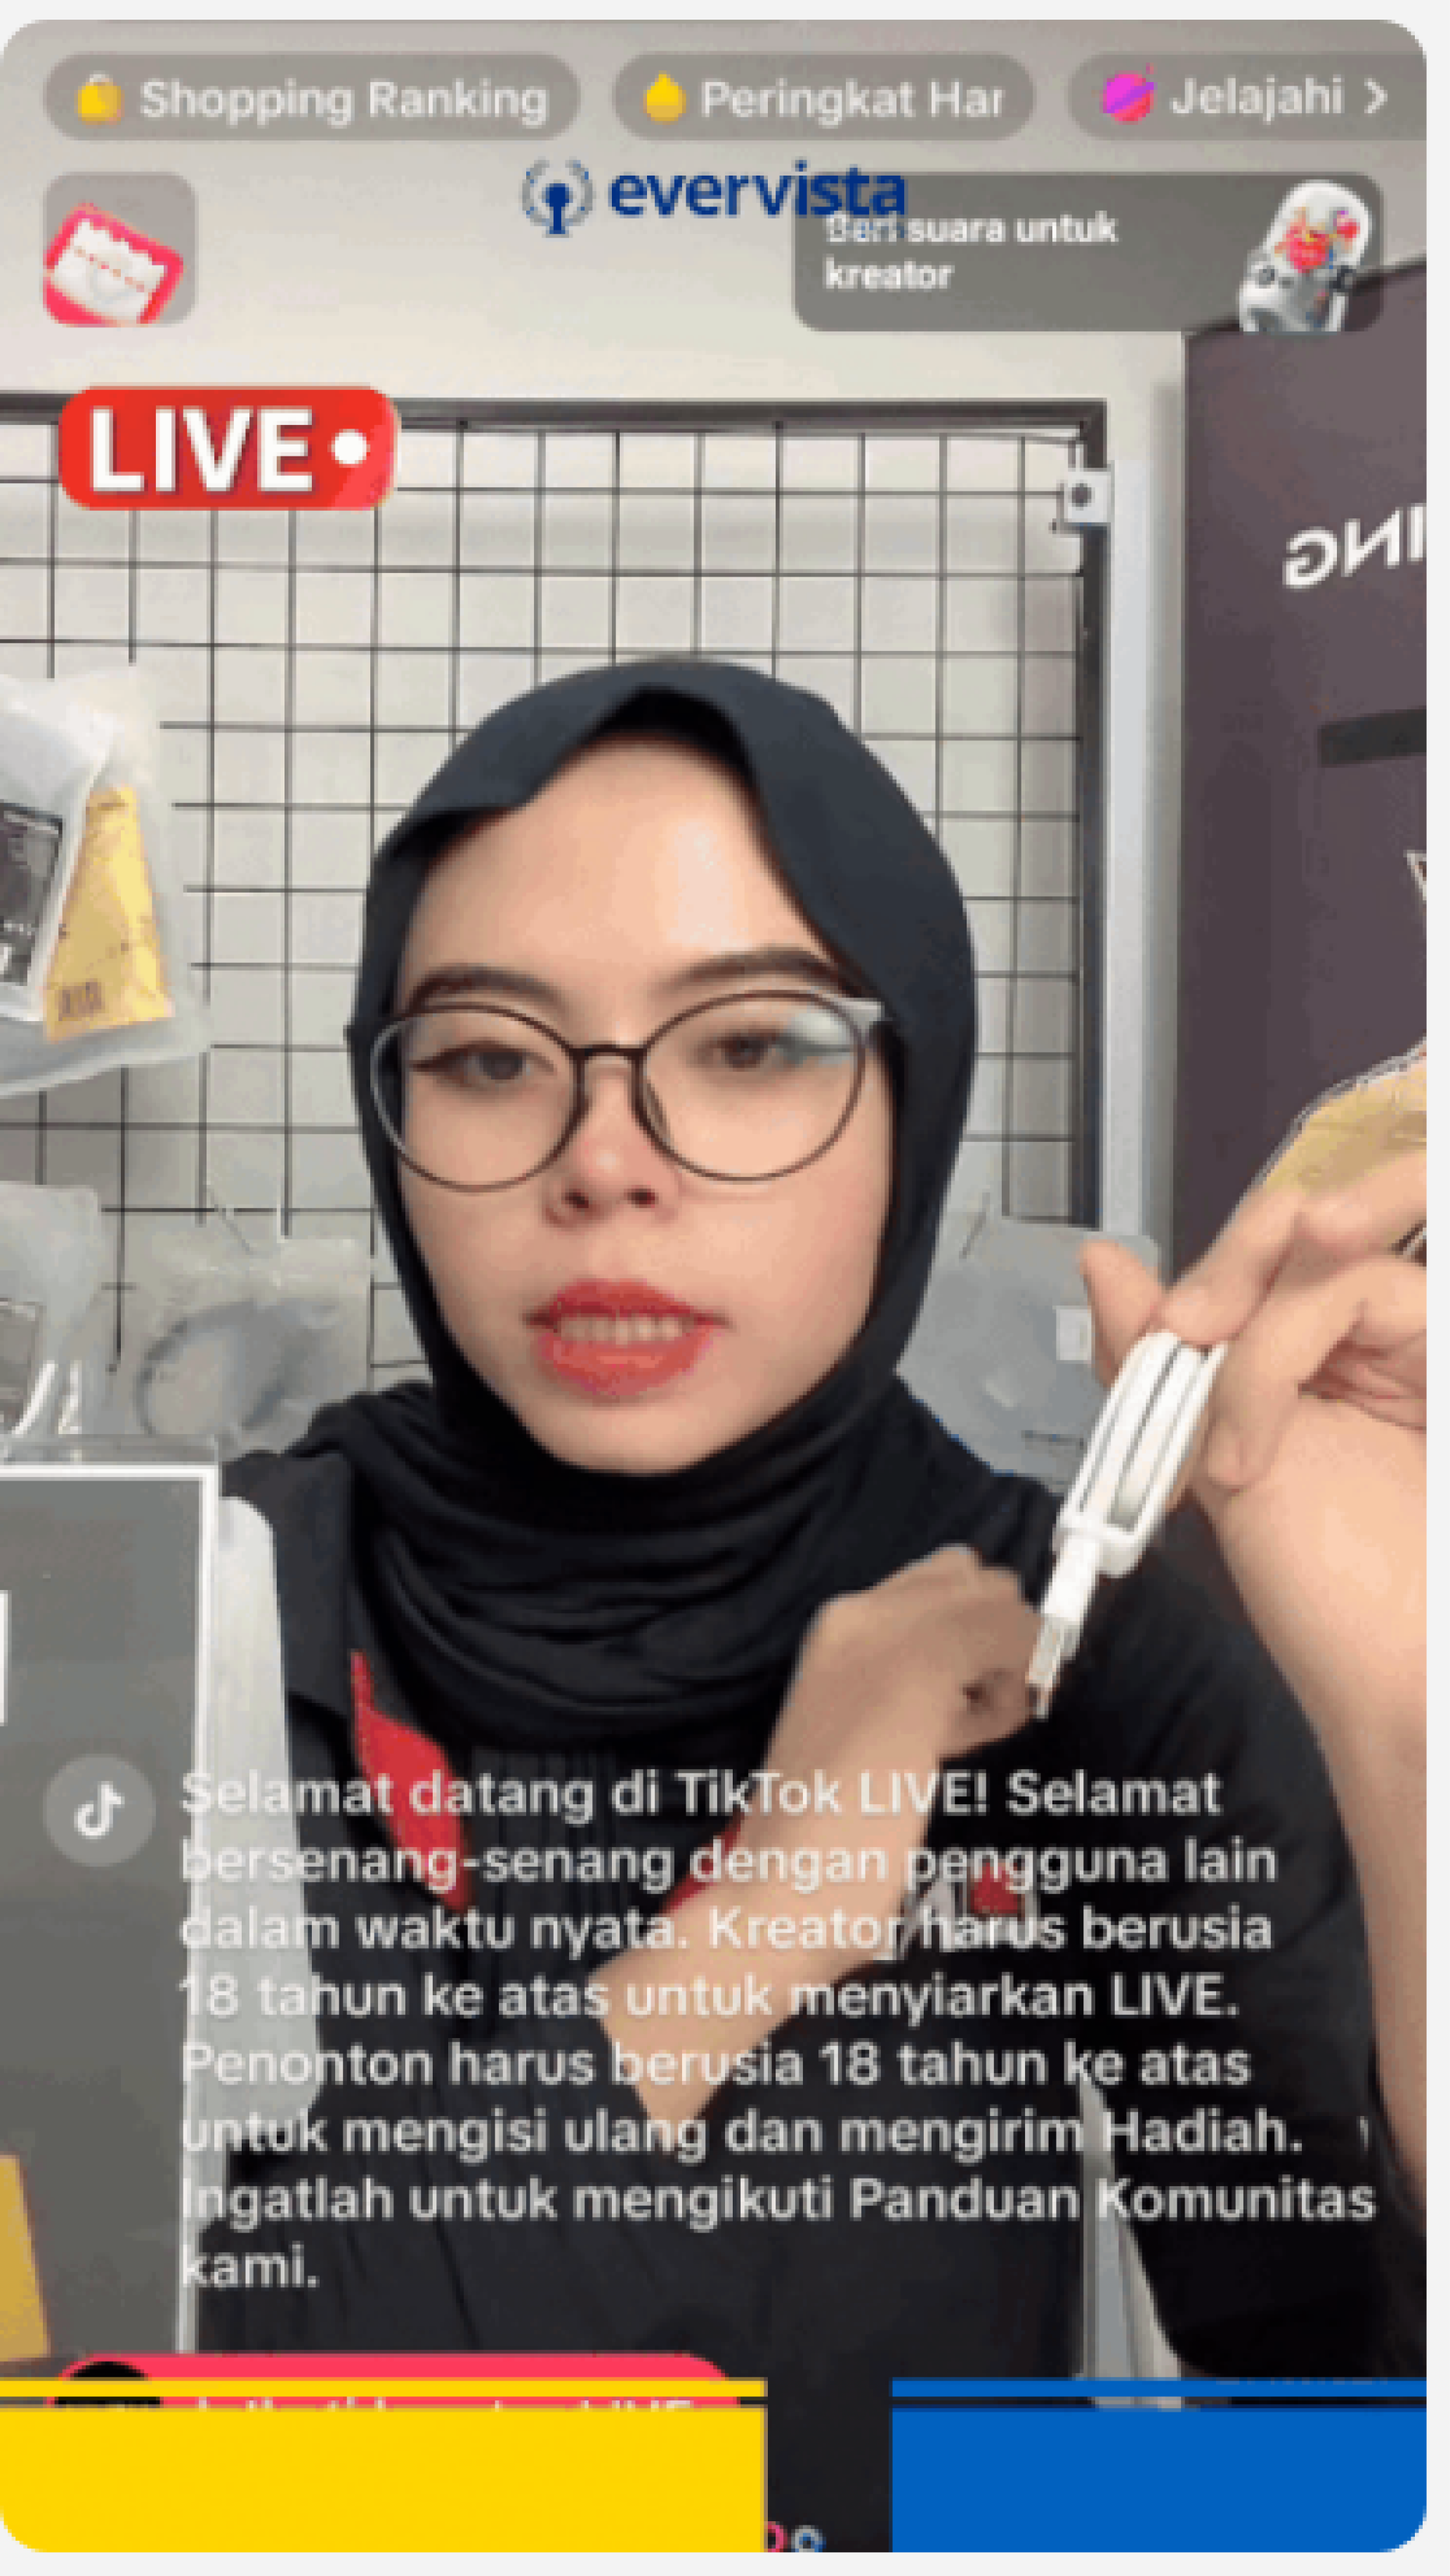 Shopping Ranking
Peringkat Har
Jelajahi >
evervista
Beri suara untuk
kreator
LIVE
ING
Selamat datang di TikTok LIVE! Selamat
bersenang-senang dengan pengguna lain
dalam waktu nyata. Kreator harus berusia
18 tahun ke atas untuk menyiarkan LIVE.
Penonton harus berusia 18 tahun ke atas
untuk mengisi ulang dan mengirim Hadiah.
Ingatlah untuk mengikuti Panduan Komunitas
kami.